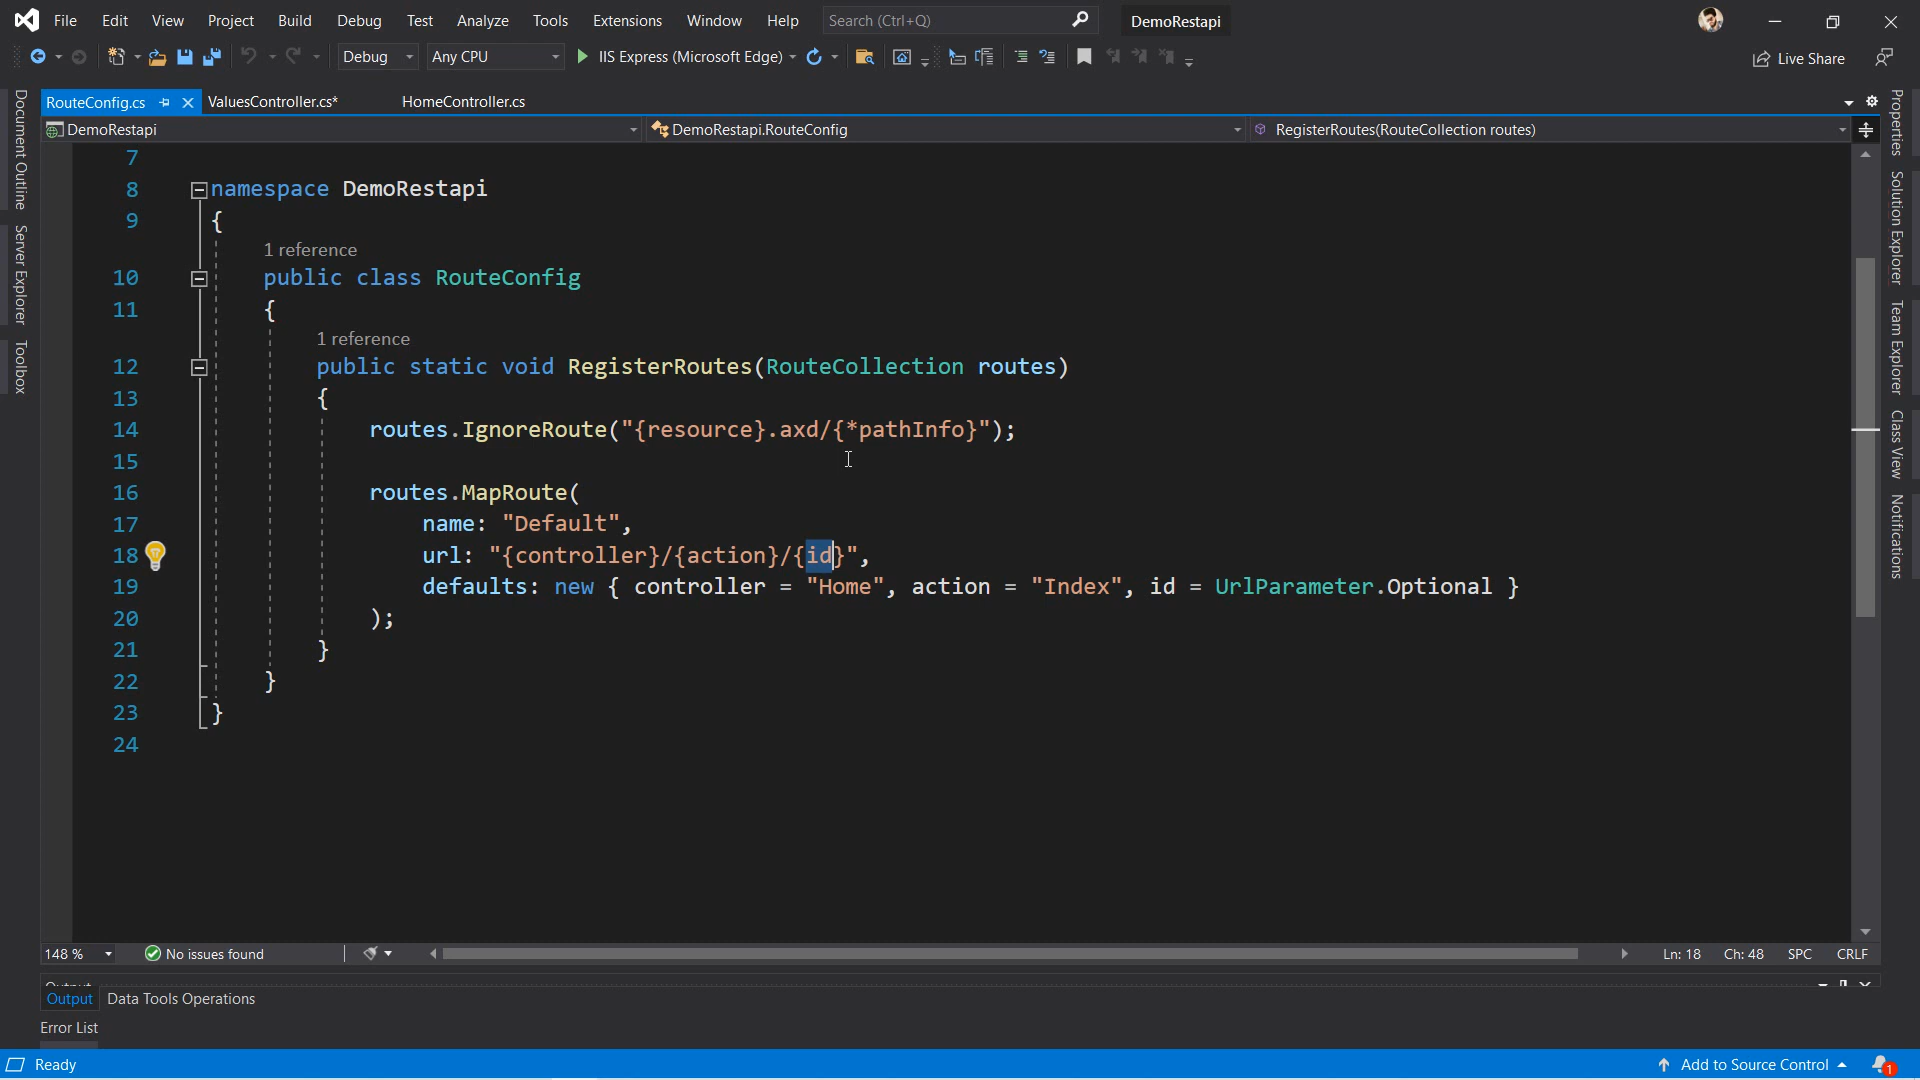 File Edit View Project Build Debug Test Analyze Tools Extensions Window Help Search (Ctrl+Q) DemoRestapi
Debug Any CPU IIS Express (Microsoft Edge) Live Share
RouteConfig.cs ValuesController.cs* HomeController.cs
DemoRestapi DemoRestapi.RouteConfig RegisterRoutes(RouteCollection routes)
Document Outline
Server Explorer
Toolbox
7
8 namespace DemoRestapi
9 {
1 reference
10 public class RouteConfig
11 {
1 reference
12 public static void RegisterRoutes(RouteCollection routes)
13 {
14 routes.IgnoreRoute("{resource}.axd/{*pathInfo}");
15
16 routes.MapRoute(
17 name: "Default",
18 url: "{controller}/{action}/{id}",
19 defaults: new { controller = "Home", action = "Index", id = UrlParameter.Optional }
20 );
21 }
22 }
23 }
24
Properties
Solution Explorer
Team Explorer
Class View
Notifications
148 % No issues found Ln: 18 Ch: 48 SPC CRLF
Output
Output Data Tools Operations
Error List
Ready Add to Source Control 1